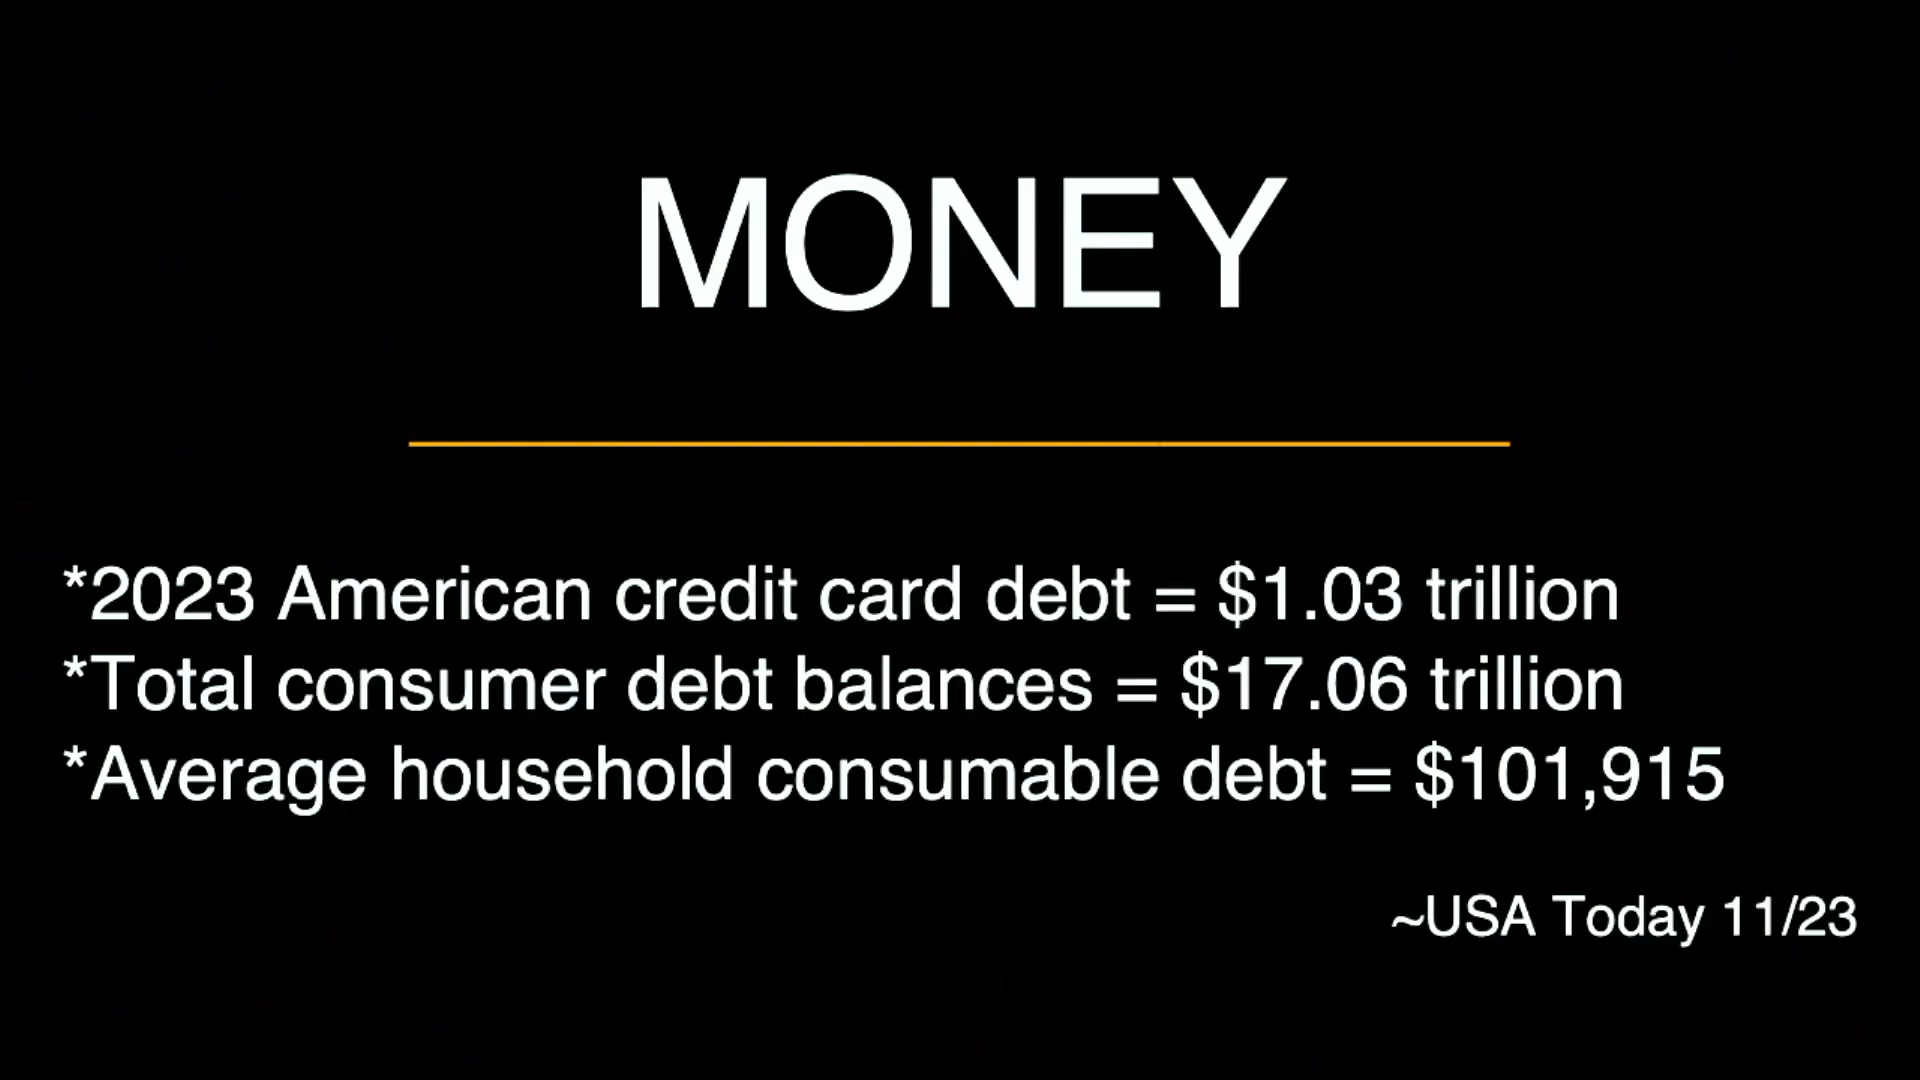 MONEY
*2023 American credit card debt = $1.03 trillion
*Total consumer debt balances = $17.06 trillion
*Average household consumable debt = $101,915
~USA Today 11/23